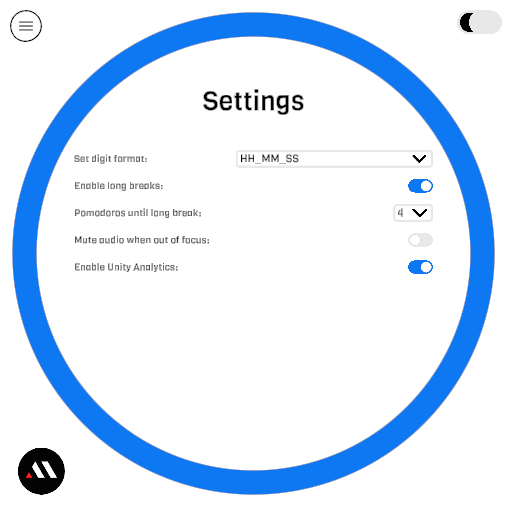 Settings
Set digit format: HH_MM_SS
Enable long breaks:
Pomodoros until long break: 4
Mute audio when out of focus:
Enable Unity Analytics: